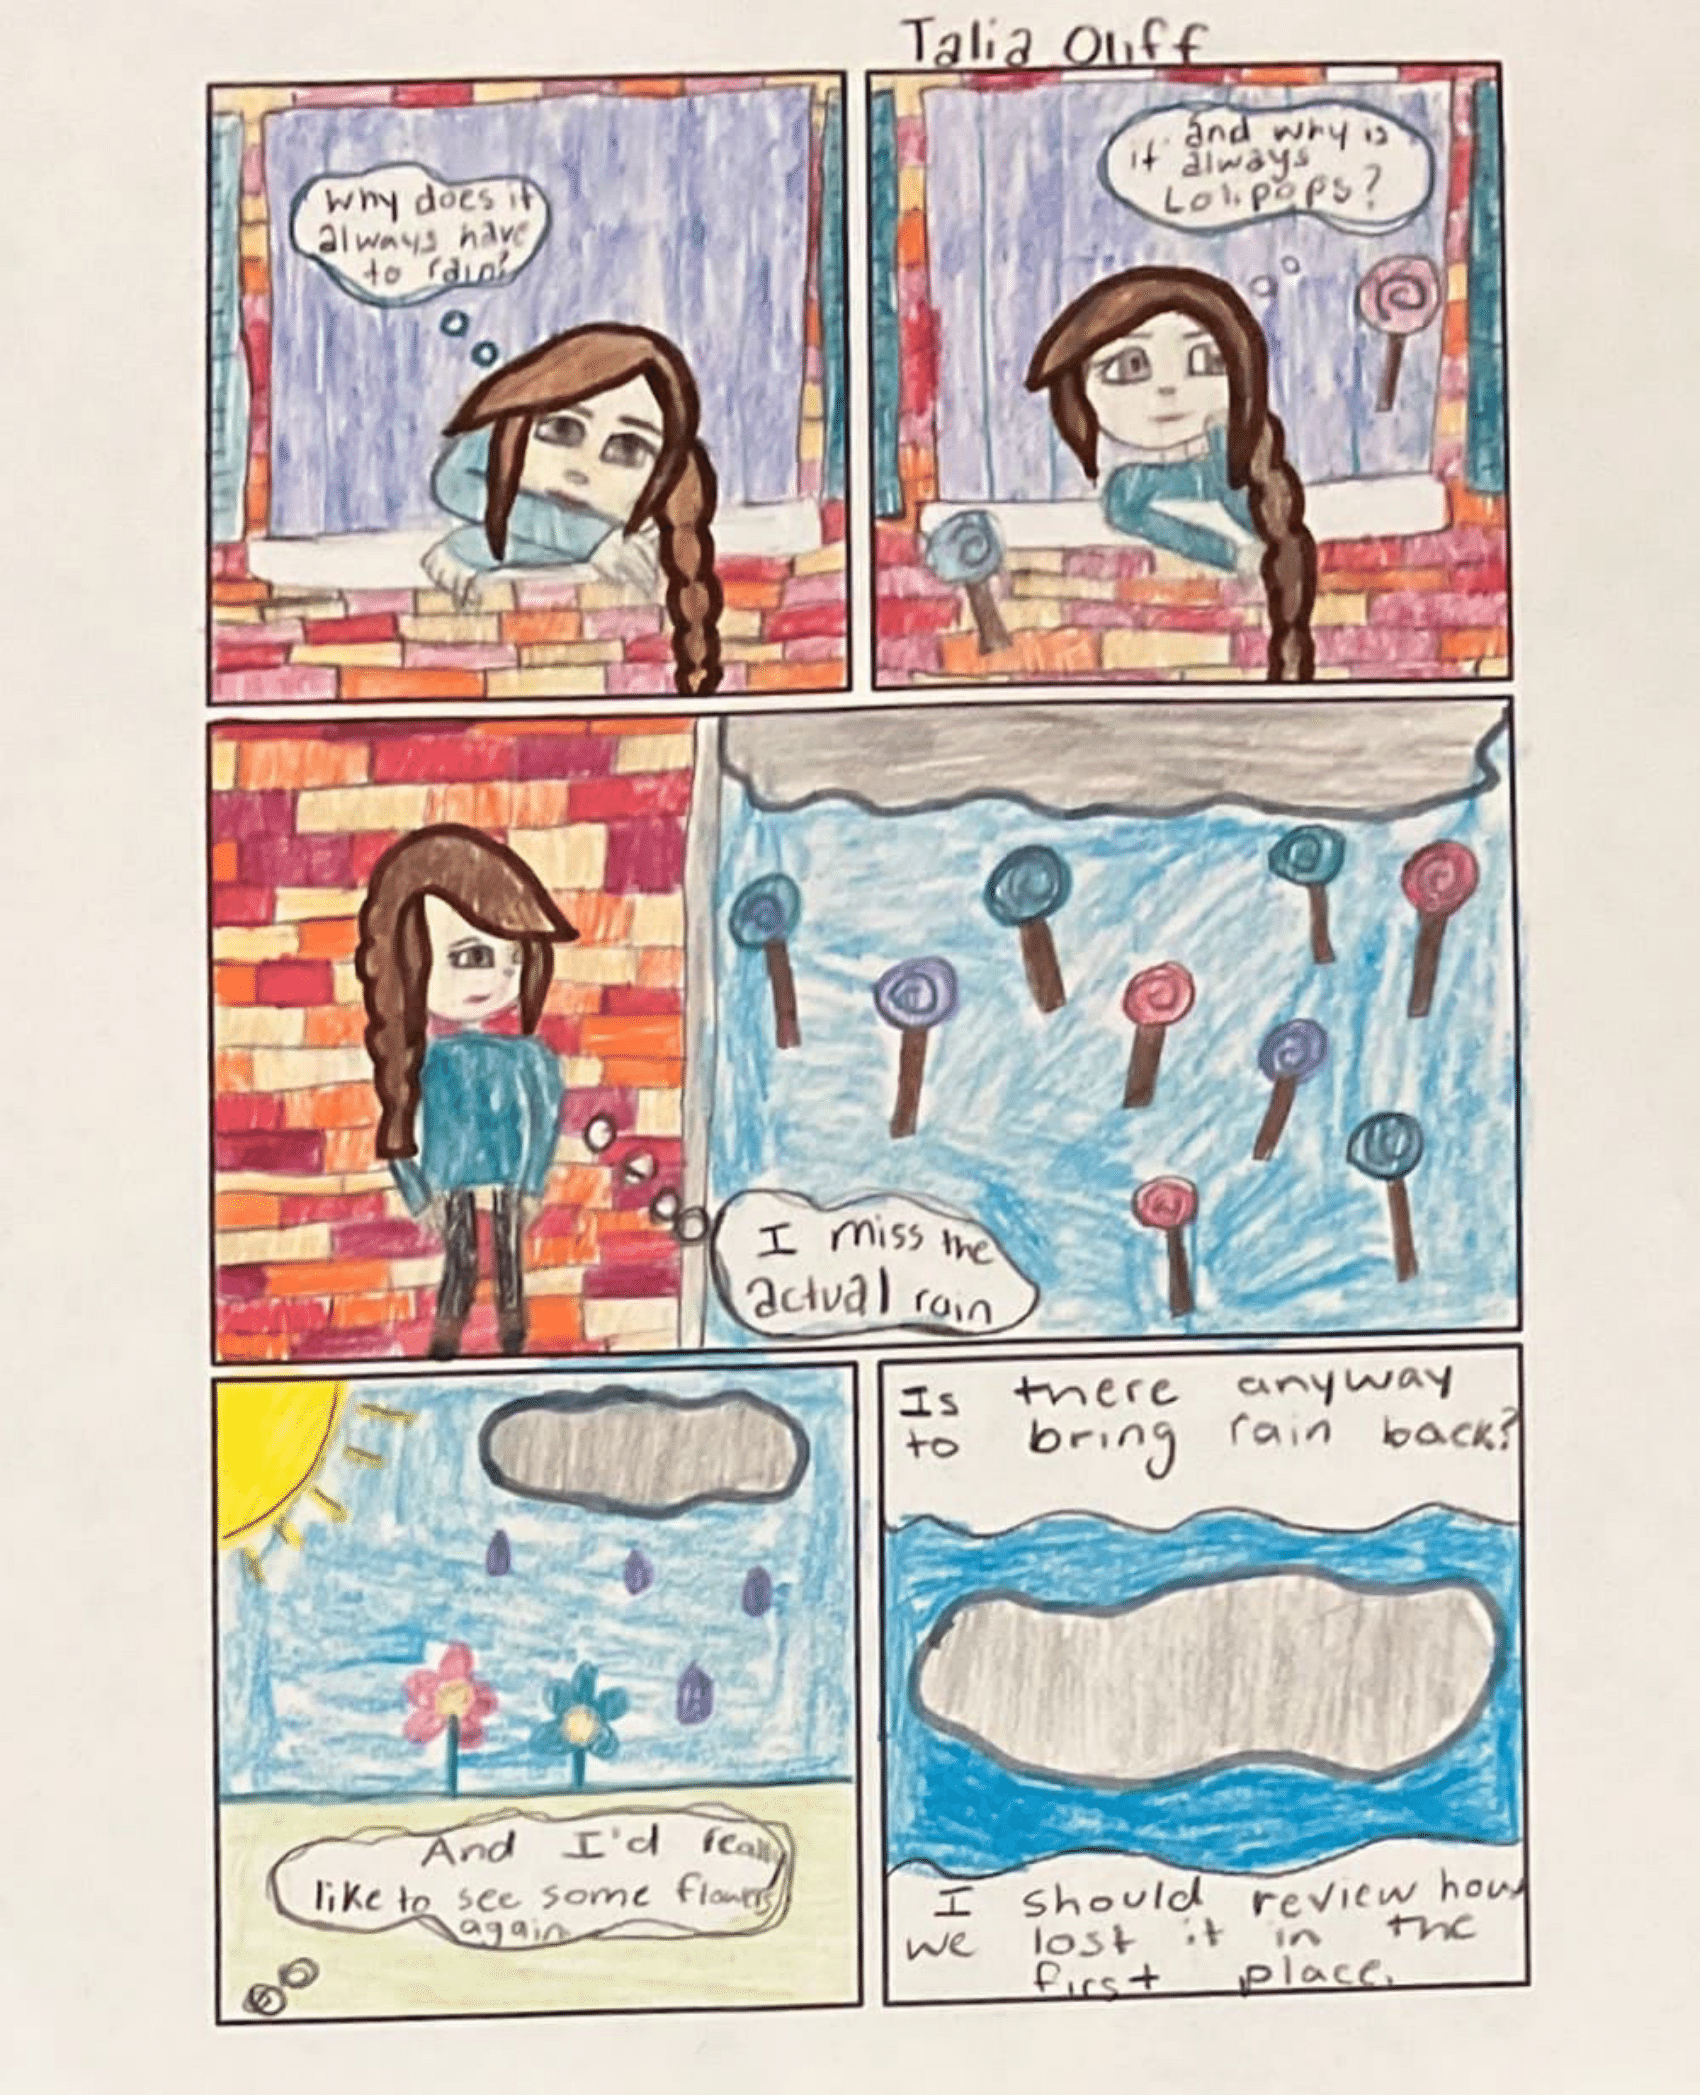 Talia Oliff
Why does it
always have
to rain?
and why is
it always
Lolipops?
I miss the
actual rain
And I'd really
like to see some flowers
again
Is there anyway
to bring rain back?
I should review how
we lost it in the
first place.